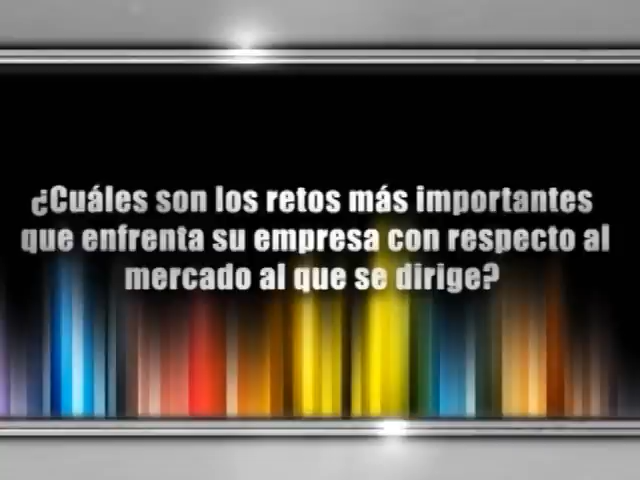 ¿Cuáles son los retos más importantes
que enfrenta su empresa con respecto al
mercado al que se dirige?